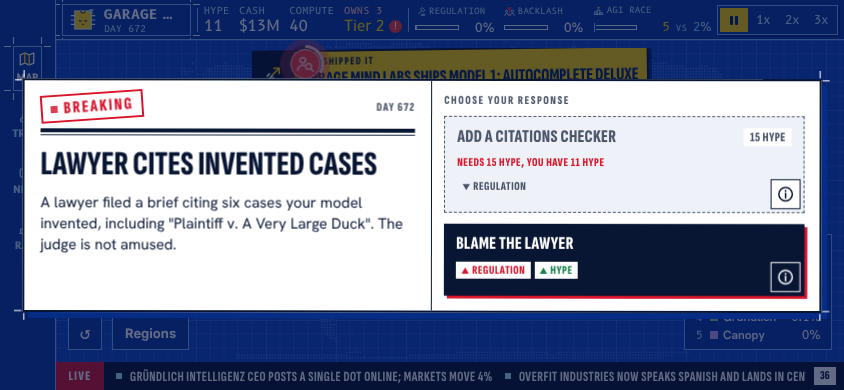 GARAGE ...
DAY 672
HYPE
11
CASH
$13M
COMPUTE
40
OWNS 3
Tier 2 !
REGULATION
0%
BACKLASH
0%
AGI RACE
5 vs 2%
1x 2x 3x
MAP
SHIPPED IT
RAGE MIND LABS SHIPS MODEL 1: AUTOCOMPLETE DELUXE
BREAKING
DAY 672
LAWYER CITES INVENTED CASES
A lawyer filed a brief citing six cases your model
invented, including "Plaintiff v. A Very Large Duck". The
judge is not amused.
CHOOSE YOUR RESPONSE
ADD A CITATIONS CHECKER
15 HYPE
NEEDS 15 HYPE, YOU HAVE 11 HYPE
▼ REGULATION
BLAME THE LAWYER
▲ REGULATION ▲ HYPE
Regions
5 Canopy 0%
LIVE
GRÜNDLICH INTELLIGENZ CEO POSTS A SINGLE DOT ONLINE; MARKETS MOVE 4%
OVERFIT INDUSTRIES NOW SPEAKS SPANISH AND LANDS IN CEN
36